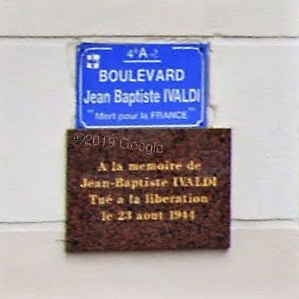 4ᵉA-2
BOULEVARD
Jean Baptiste IVALDI
"Mort pour la FRANCE"
©2019 Google
A la memoire de
Jean-Baptiste IVALDI
Tué a la liberation
le 23 aout 1944